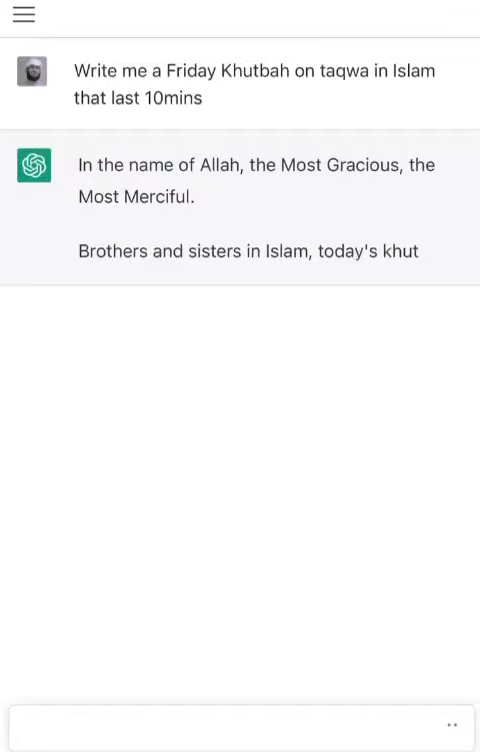 Write me a Friday Khutbah on taqwa in Islam
that last 10mins
In the name of Allah, the Most Gracious, the
Most Merciful.
Brothers and sisters in Islam, today's khut